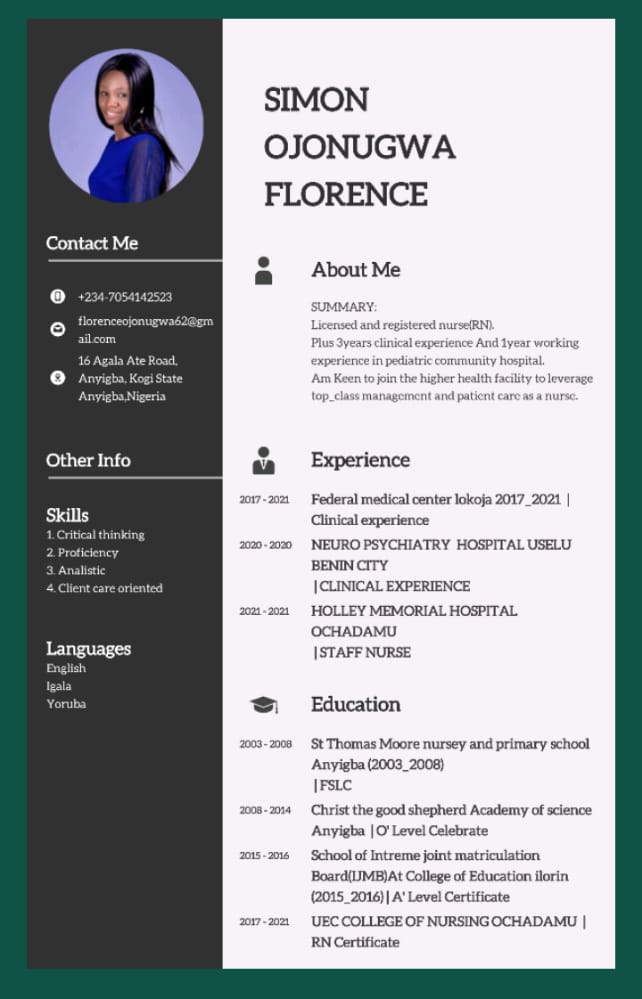 SIMON
OJONUGWA
FLORENCE
Contact Me
+234-7054142523
florenceojonugwa62@gm
ail.com
16 Agala Ate Road,
Anyigba, Kogi State
Anyigba,Nigeria
Other Info
Skills
1. Critical thinking
2. Proficiency
3. Analistic
4. Client care oriented
Languages
English
Igala
Yoruba
About Me
SUMMARY:
Licensed and registered nurse(RN).
Plus 3years clinical experience And 1year working
experience in pediatric community hospital.
Am Keen to join the higher health facility to leverage
top_class management and patient care as a nurse.
Experience
2017 - 2021 Federal medical center lokoja 2017_2021 |
Clinical experience
2020 - 2020 NEURO PSYCHIATRY HOSPITAL USELU
BENIN CITY
| CLINICAL EXPERIENCE
2021 - 2021 HOLLEY MEMORIAL HOSPITAL
OCHADAMU
| STAFF NURSE
Education
2003 - 2008 St Thomas Moore nursey and primary school
Anyigba (2003_2008)
| FSLC
2008 - 2014 Christ the good shepherd Academy of science
Anyigba | O' Level Celebrate
2015 - 2016 School of Intreme joint matriculation
Board(IJMB)At College of Education ilorin
(2015_2016) | A' Level Certificate
2017 - 2021 UEC COLLEGE OF NURSING OCHADAMU |
RN Certificate